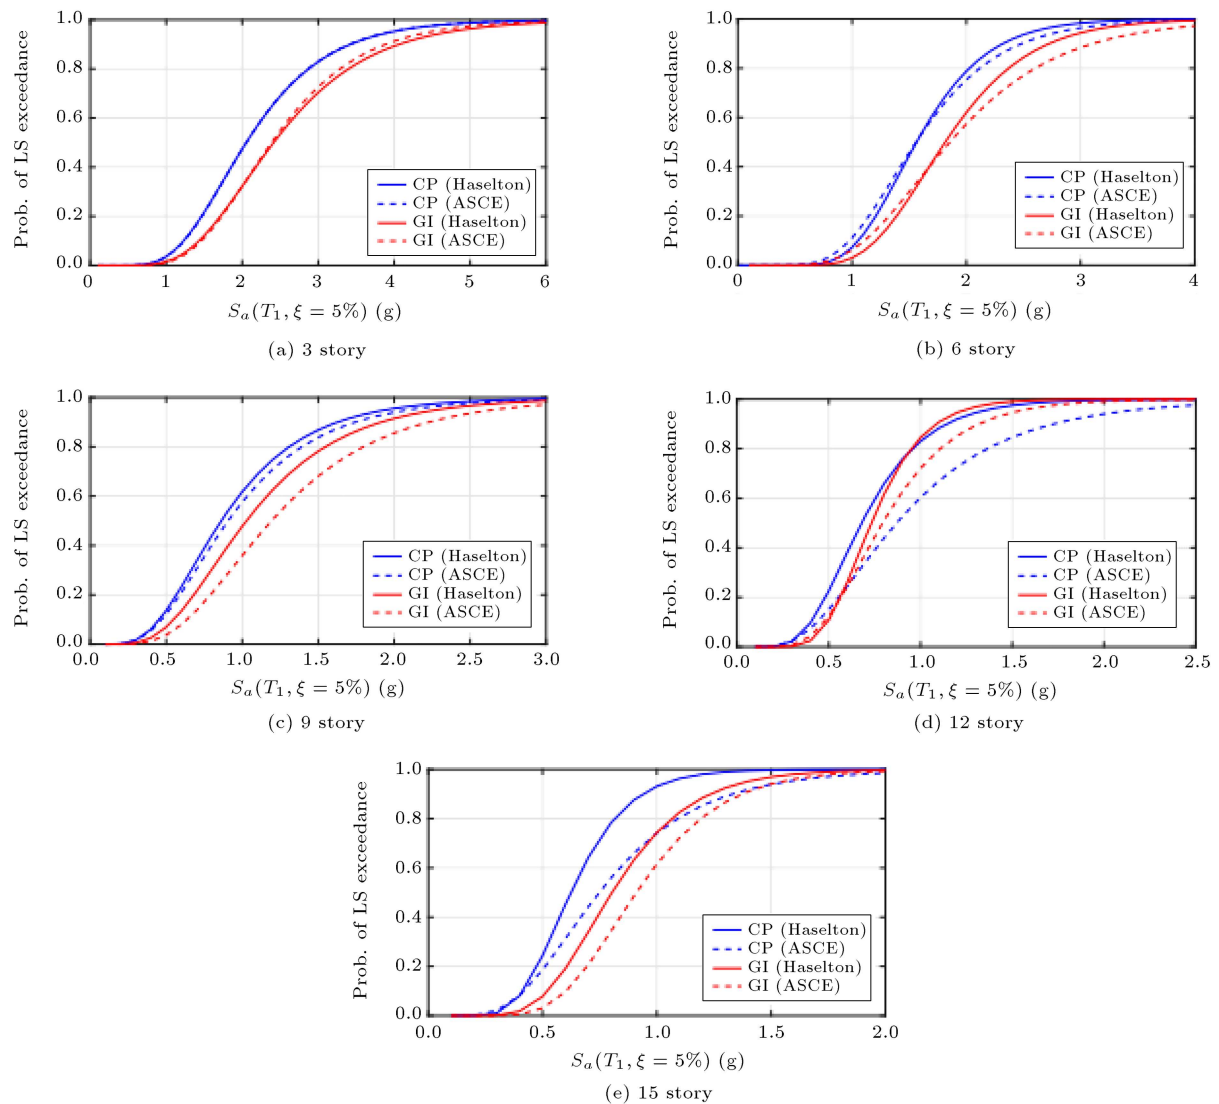 Prob. of LS exceedance
1.0
0.8
0.6
0.4
0.2
0.0
CP (Haselton)
CP (ASCE)
GI (Haselton)
GI (ASCE)
0 1 2 3 4 5 6
Sₐ(T₁, ξ = 5%) (g)
(a) 3 story
Prob. of LS exceedance
1.0
0.8
0.6
0.4
0.2
0.0
CP (Haselton)
CP (ASCE)
GI (Haselton)
GI (ASCE)
0 1 2 3 4
Sₐ(T₁, ξ = 5%) (g)
(b) 6 story
Prob. of LS exceedance
1.0
0.8
0.6
0.4
0.2
0.0
CP (Haselton)
CP (ASCE)
GI (Haselton)
GI (ASCE)
0.0 0.5 1.0 1.5 2.0 2.5 3.0
Sₐ(T₁, ξ = 5%) (g)
(c) 9 story
Prob. of LS exceedance
1.0
0.8
0.6
0.4
0.2
0.0
CP (Haselton)
CP (ASCE)
GI (Haselton)
GI (ASCE)
0.0 0.5 1.0 1.5 2.0 2.5
Sₐ(T₁, ξ = 5%) (g)
(d) 12 story
Prob. of LS exceedance
1.0
0.8
0.6
0.4
0.2
0.0
CP (Haselton)
CP (ASCE)
GI (Haselton)
GI (ASCE)
0.0 0.5 1.0 1.5 2.0
Sₐ(T₁, ξ = 5%) (g)
(e) 15 story